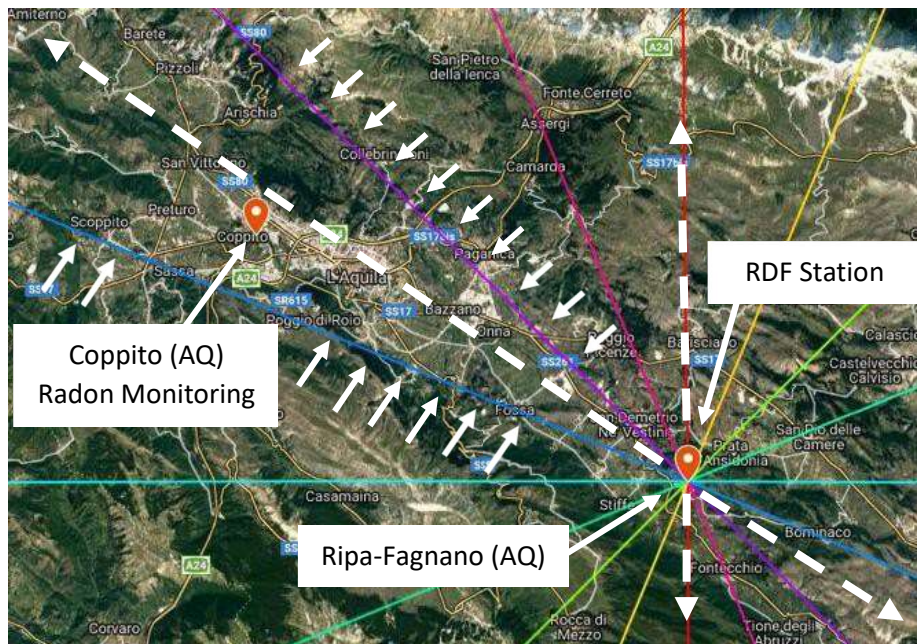 Amiterno
Barete
SS80
Pizzoli
San Pietro
della Ienca
A24
Fonte Cerreto
Arischia
Assergi
Collebrincioni
Camarda
SS17bis
San Vittorino
SS80
Scoppito
Preturo
Coppito
SS17bis
Paganica
RDF Station
Sassa
A24
L'Aquila
SR615
SS17
Bazzano
Poggio di Roio
Onna
Poggio
Picenze
Barisciano
Calascio
Castelvecchio
Calvisio
Coppito (AQ)
Radon Monitoring
SS261
Fossa
San Demetrio
Ne' Vestini
San Pio delle
Camere
Prata
Ansidonia
Casamaina
Stiffe
Bominaco
Ripa-Fagnano (AQ)
A24
Fontecchio
Corvaro
Rocca di
Mezzo
Tione degli
Abruzzi